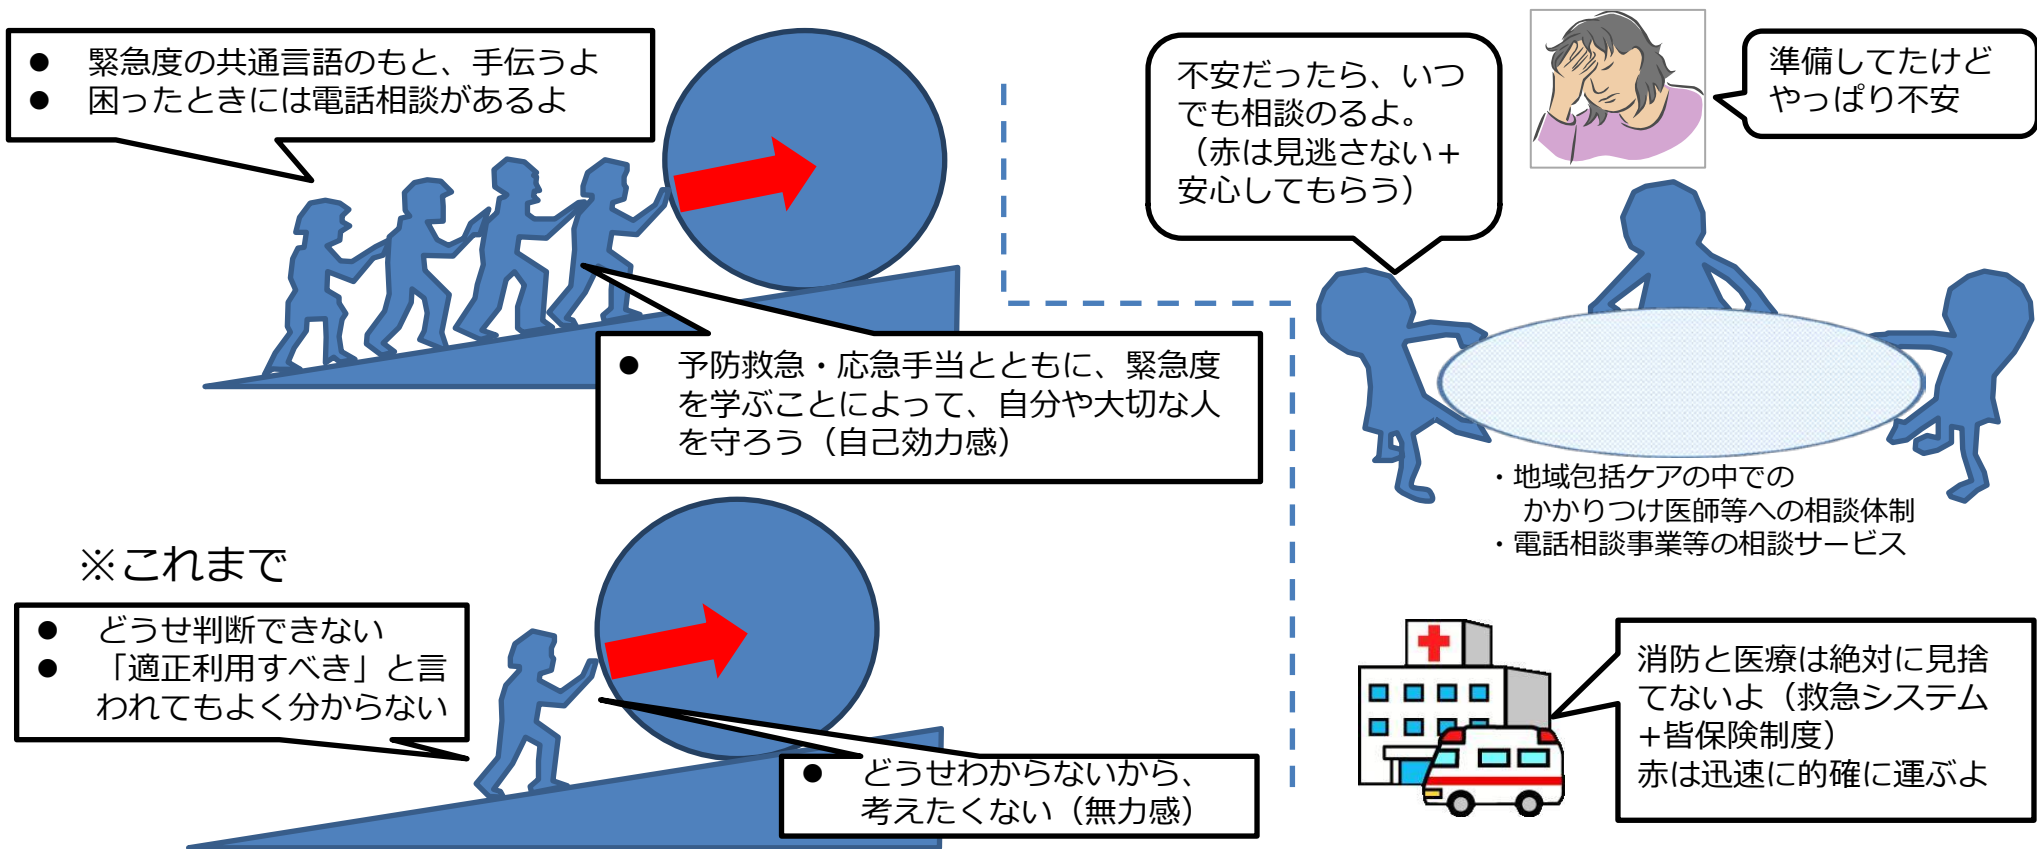 ● 緊急度の共通言語のもと、手伝うよ
● 困ったときには電話相談があるよ
● 予防救急・応急手当とともに、緊急度
を学ぶことによって、自分や大切な人
を守ろう（自己効力感）
※これまで
● どうせ判断できない
● 「適正利用すべき」と言
われてもよく分からない
● どうせわからないから、
考えたくない（無力感）
不安だったら、いつ
でも相談のるよ。
（赤は見逃さない＋
安心してもらう）
準備してたけど
やっぱり不安
・地域包括ケアの中での
かかりつけ医師等への相談体制
・電話相談事業等の相談サービス
消防と医療は絶対に見捨
てないよ（救急システム
+皆保険制度）
赤は迅速に的確に運ぶよ